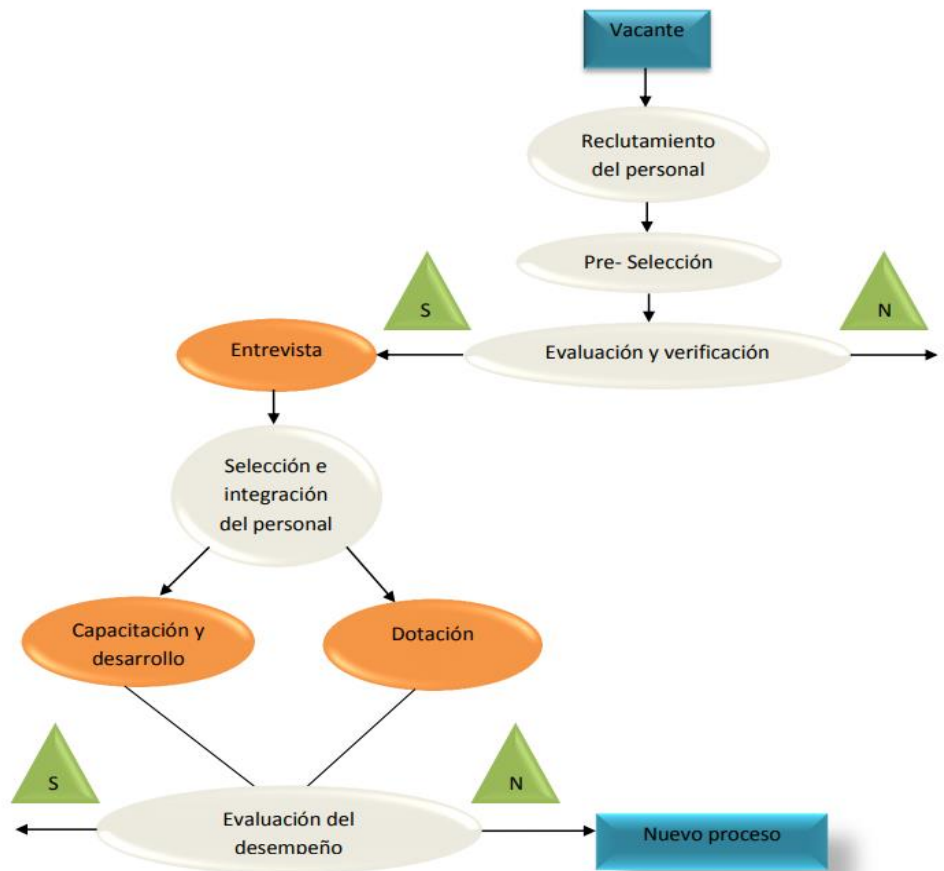 Vacante
Reclutamiento
del personal
Pre- Selección
S
N
Entrevista
Evaluación y verificación
Selección e
integración
del personal
Capacitación y
desarrollo
Dotación
S
N
Evaluación del
desempeño
Nuevo proceso